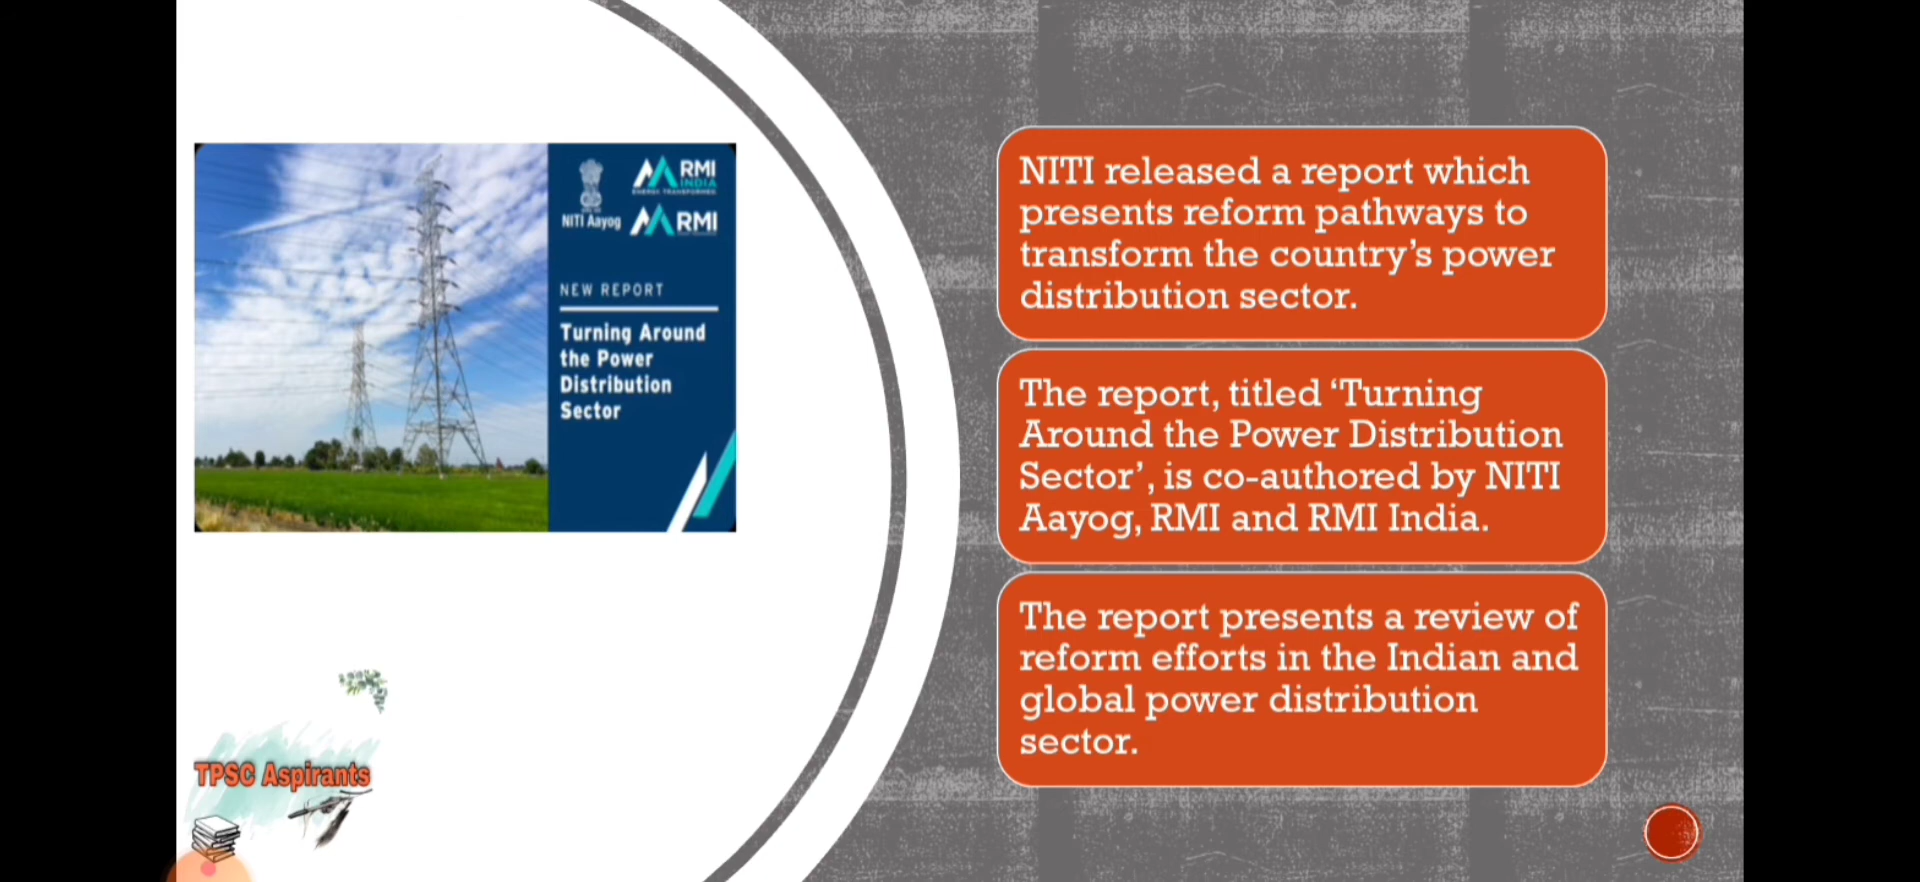 NITI Aayog
RMI
INDIA
ENERGY TRANSFORMED
RMI
NEW REPORT
Turning Around
the Power
Distribution
Sector
TPSC Aspirants
NITI released a report which
presents reform pathways to
transform the country’s power
distribution sector.
The report, titled ‘Turning
Around the Power Distribution
Sector’, is co-authored by NITI
Aayog, RMI and RMI India.
The report presents a review of
reform efforts in the Indian and
global power distribution
sector.